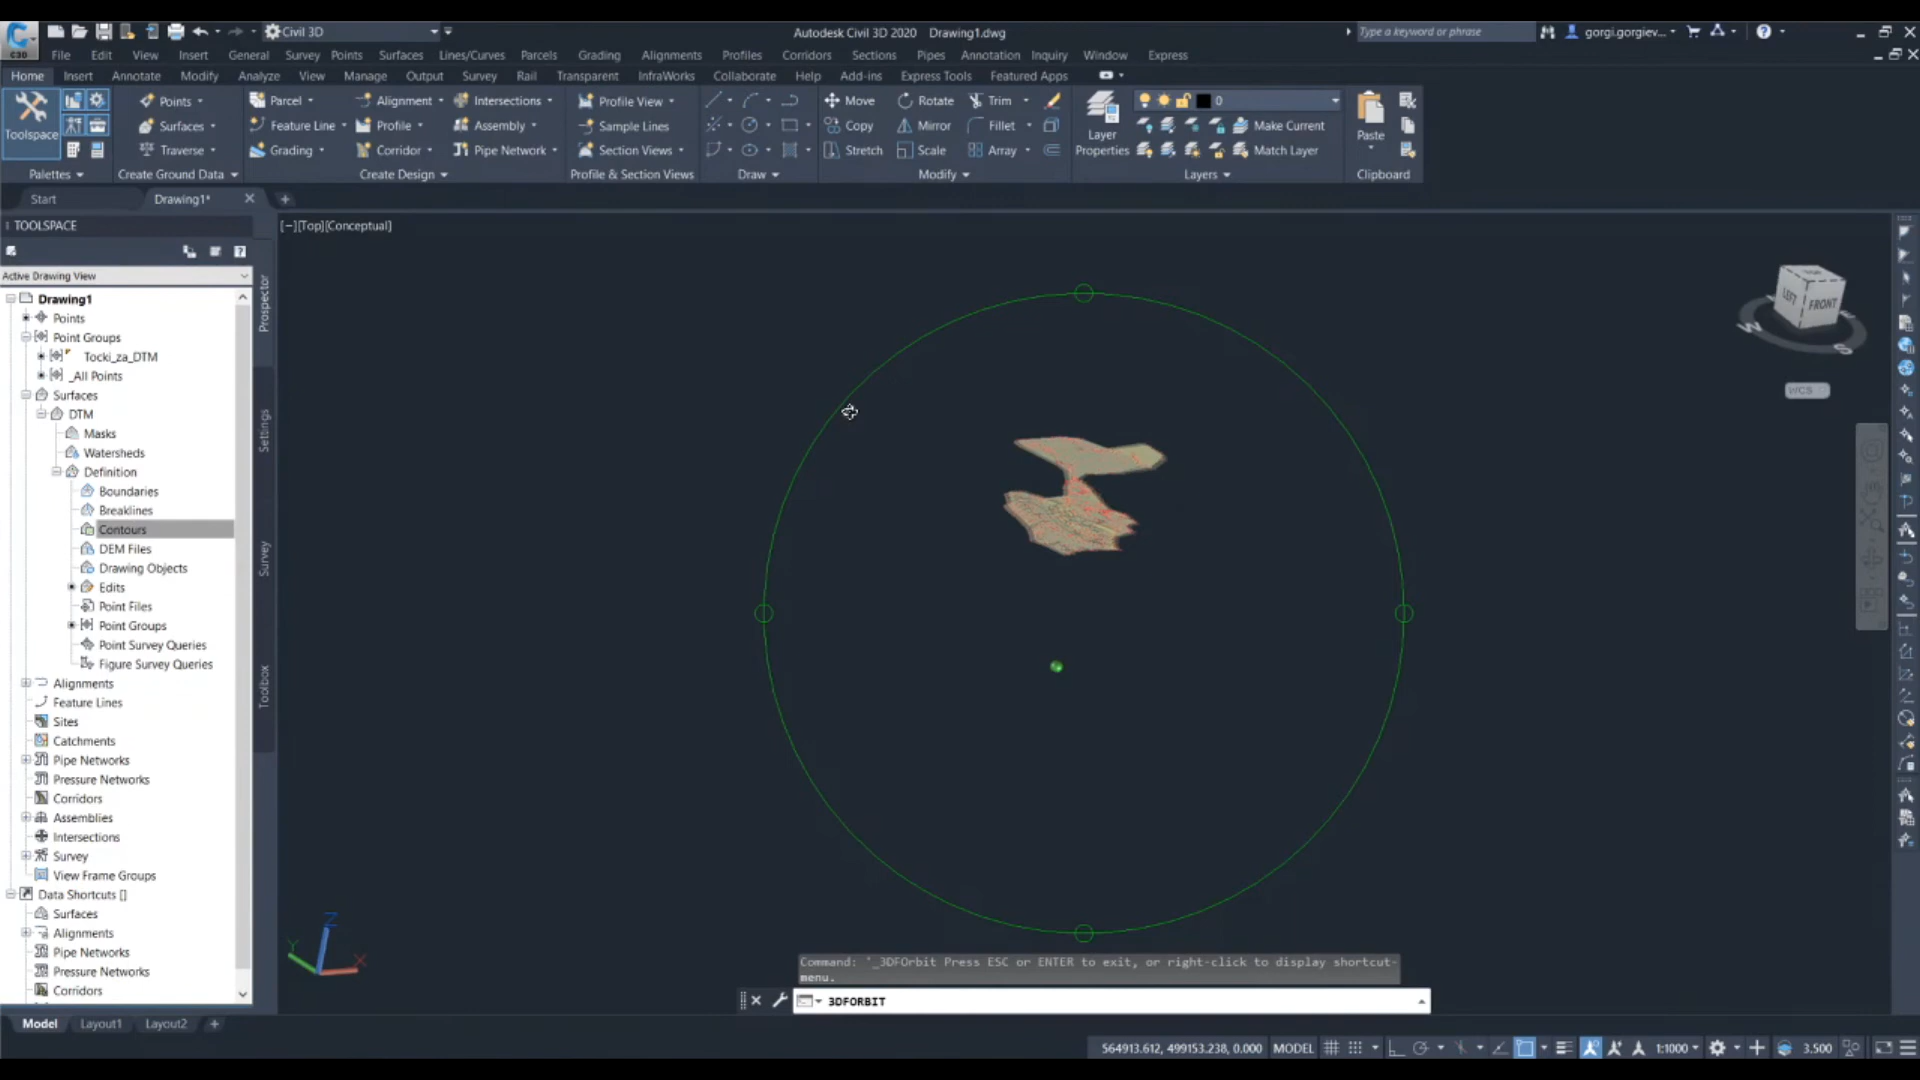 Civil 3D
Autodesk Civil 3D 2020 Drawing1.dwg
Type a keyword or phrase
gorgi.gorgiev...
C3D
File Edit View Insert General Survey Points Surfaces Lines/Curves Parcels Grading Alignments Profiles Corridors Sections Pipes Annotation Inquiry Window Express
Home Insert Annotate Modify Analyze View Manage Output Survey Rail Transparent InfraWorks Collaborate Help Add-ins Express Tools Featured Apps
Points Parcel Alignment Intersections Profile View Move Rotate Trim 0
Toolspace Surfaces Feature Line Profile Assembly Sample Lines Copy Mirror Fillet Layer Properties Make Current Paste
Traverse Grading Corridor Pipe Network Section Views Stretch Scale Array Match Layer
Palettes Create Ground Data Create Design Profile & Section Views Draw Modify Layers Clipboard
Start Drawing1*
TOOLSPACE
[−][Top][Conceptual]
Active Drawing View
Drawing1
Points
Point Groups
Tocki_za_DTM
_All Points
Surfaces
DTM
Masks
Watersheds
Definition
Boundaries
Breaklines
Contours
DEM Files
Drawing Objects
Edits
Point Files
Point Groups
Point Survey Queries
Figure Survey Queries
Alignments
Feature Lines
Sites
Catchments
Pipe Networks
Pressure Networks
Corridors
Assemblies
Intersections
Survey
View Frame Groups
Data Shortcuts []
Surfaces
Alignments
Pipe Networks
Pressure Networks
Corridors
Prospector
Settings
Survey
Toolbox
LEFT FRONT
W S
WCS
Z
Y X
Command: '_3DFOrbit Press ESC or ENTER to exit, or right-click to display shortcut-
menu.
3DFORBIT
Model Layout1 Layout2
564913.612, 499153.238, 0.000 MODEL 1:1000 3.500